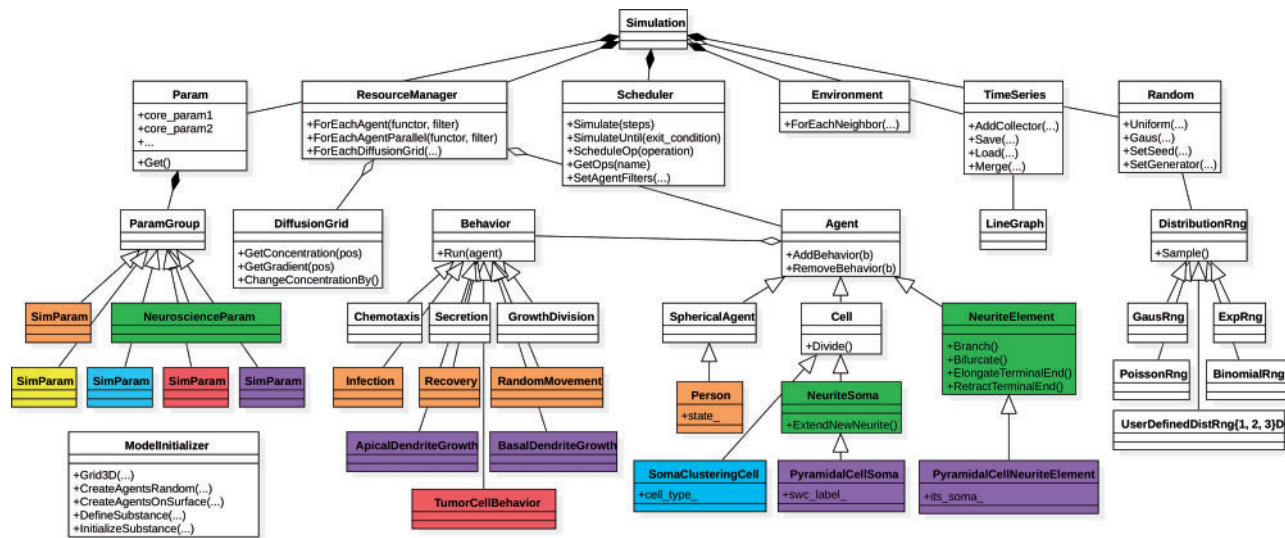 Simulation
Param
+core_param1
+core_param2
+...
+Get()
ResourceManager
+ForEachAgent(functor, filter)
+ForEachAgentParallel(functor, filter)
+ForEachDiffusionGrid(...)
Scheduler
+Simulate(steps)
+SimulateUntil(exit_condition)
+ScheduleOp(operation)
+GetOps(name)
+SetAgentFilters(...)
Environment
+ForEachNeighbor(...)
TimeSeries
+AddCollector(...)
+Save(...)
+Load(...)
+Merge(...)
Random
+Uniform(...)
+Gaus(...)
+SetSeed(...)
+SetGenerator(...)
ParamGroup
DiffusionGrid
+GetConcentration(pos)
+GetGradient(pos)
+ChangeConcentrationBy()
Behavior
+Run(agent)
Agent
+AddBehavior(b)
+RemoveBehavior(b)
LineGraph
DistributionRng
+Sample()
SimParam
NeuroscienceParam
Chemotaxis
Secretion
GrowthDivision
SphericalAgent
Cell
+Divide()
NeuriteElement
+Branch()
+Bifurcate()
+ElongateTerminalEnd()
+RetractTerminalEnd()
GausRng
ExpRng
SimParam
SimParam
SimParam
SimParam
Infection
Recovery
RandomMovement
Person
+state_
NeuriteSoma
+ExtendNewNeurite()
PoissonRng
BinomialRng
UserDefinedDistRng{1, 2, 3}D
ModelInitializer
+Grid3D(...)
+CreateAgentsRandom(...)
+CreateAgentsOnSurface(...)
+DefineSubstance(...)
+InitializeSubstance(...)
ApicalDendriteGrowth
BasalDendriteGrowth
TumorCellBehavior
SomaClusteringCell
+cell_type_
PyramidalCellSoma
+swc_label_
PyramidalCellNeuriteElement
+its_soma_